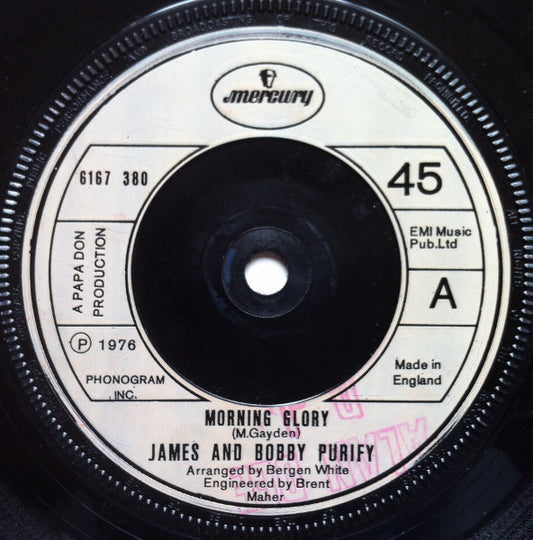 mercury
6167 380
45
EMI Music
Pub.Ltd
A PAPA DON
PRODUCTION
A
℗ 1976
PHONOGRAM
INC.
Made in
England
MORNING GLORY
(M.Gayden)
JAMES AND BOBBY PURIFY
Arranged by Bergen White
Engineered by Brent
Maher